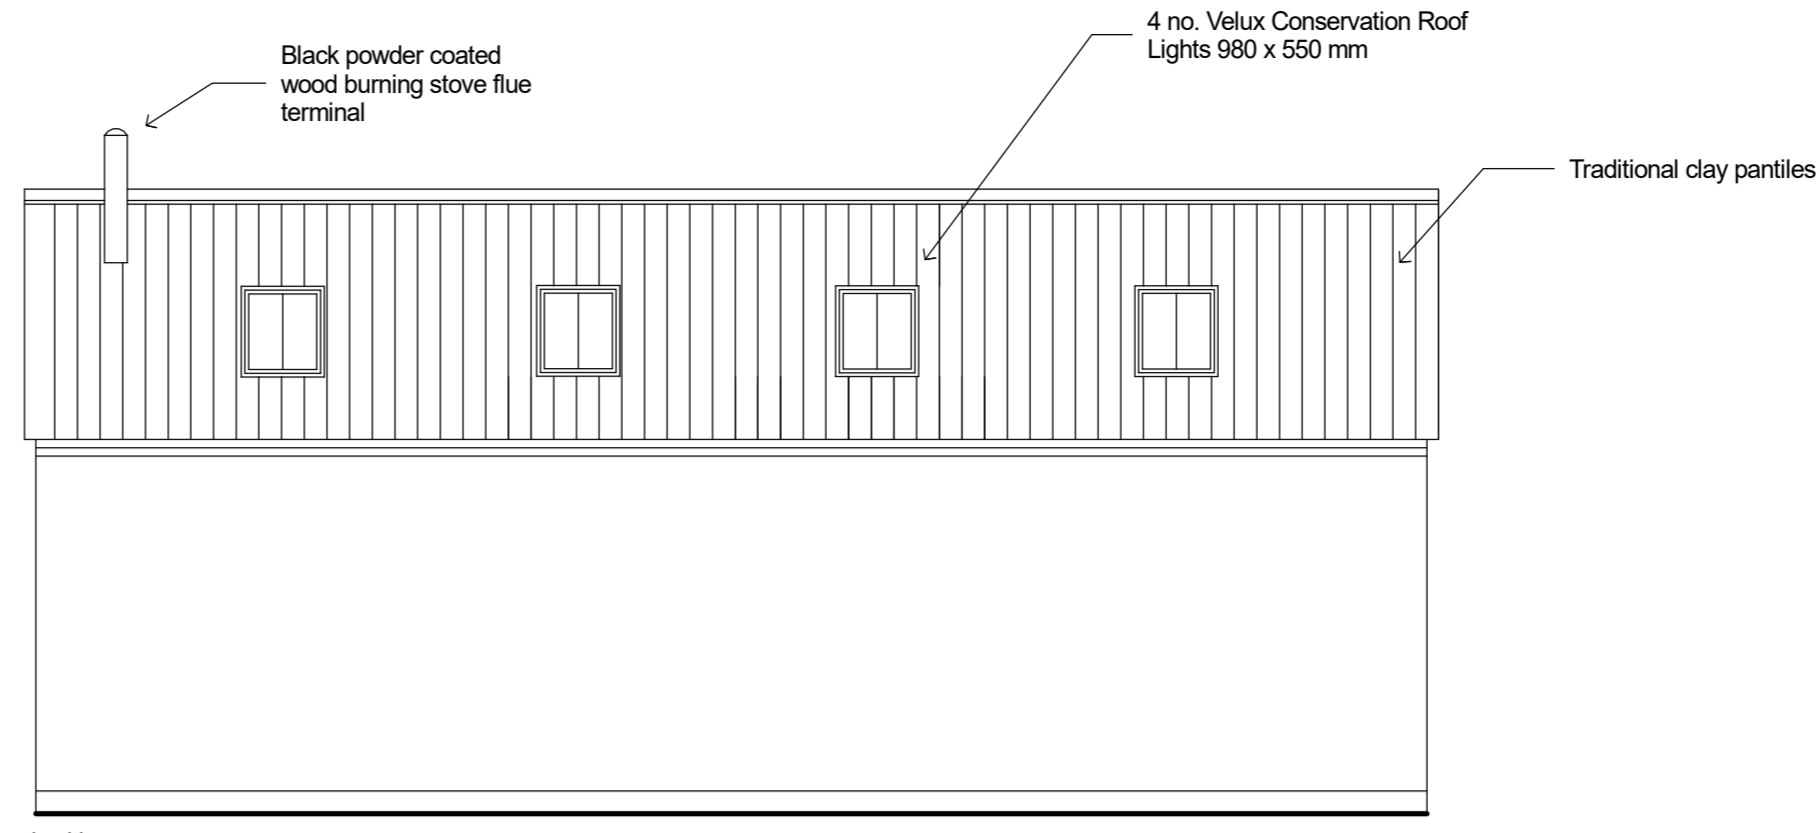 4 no. Velux Conservation Roof
Lights 980 x 550 mm
Black powder coated
wood burning stove flue
terminal
Traditional clay pantiles